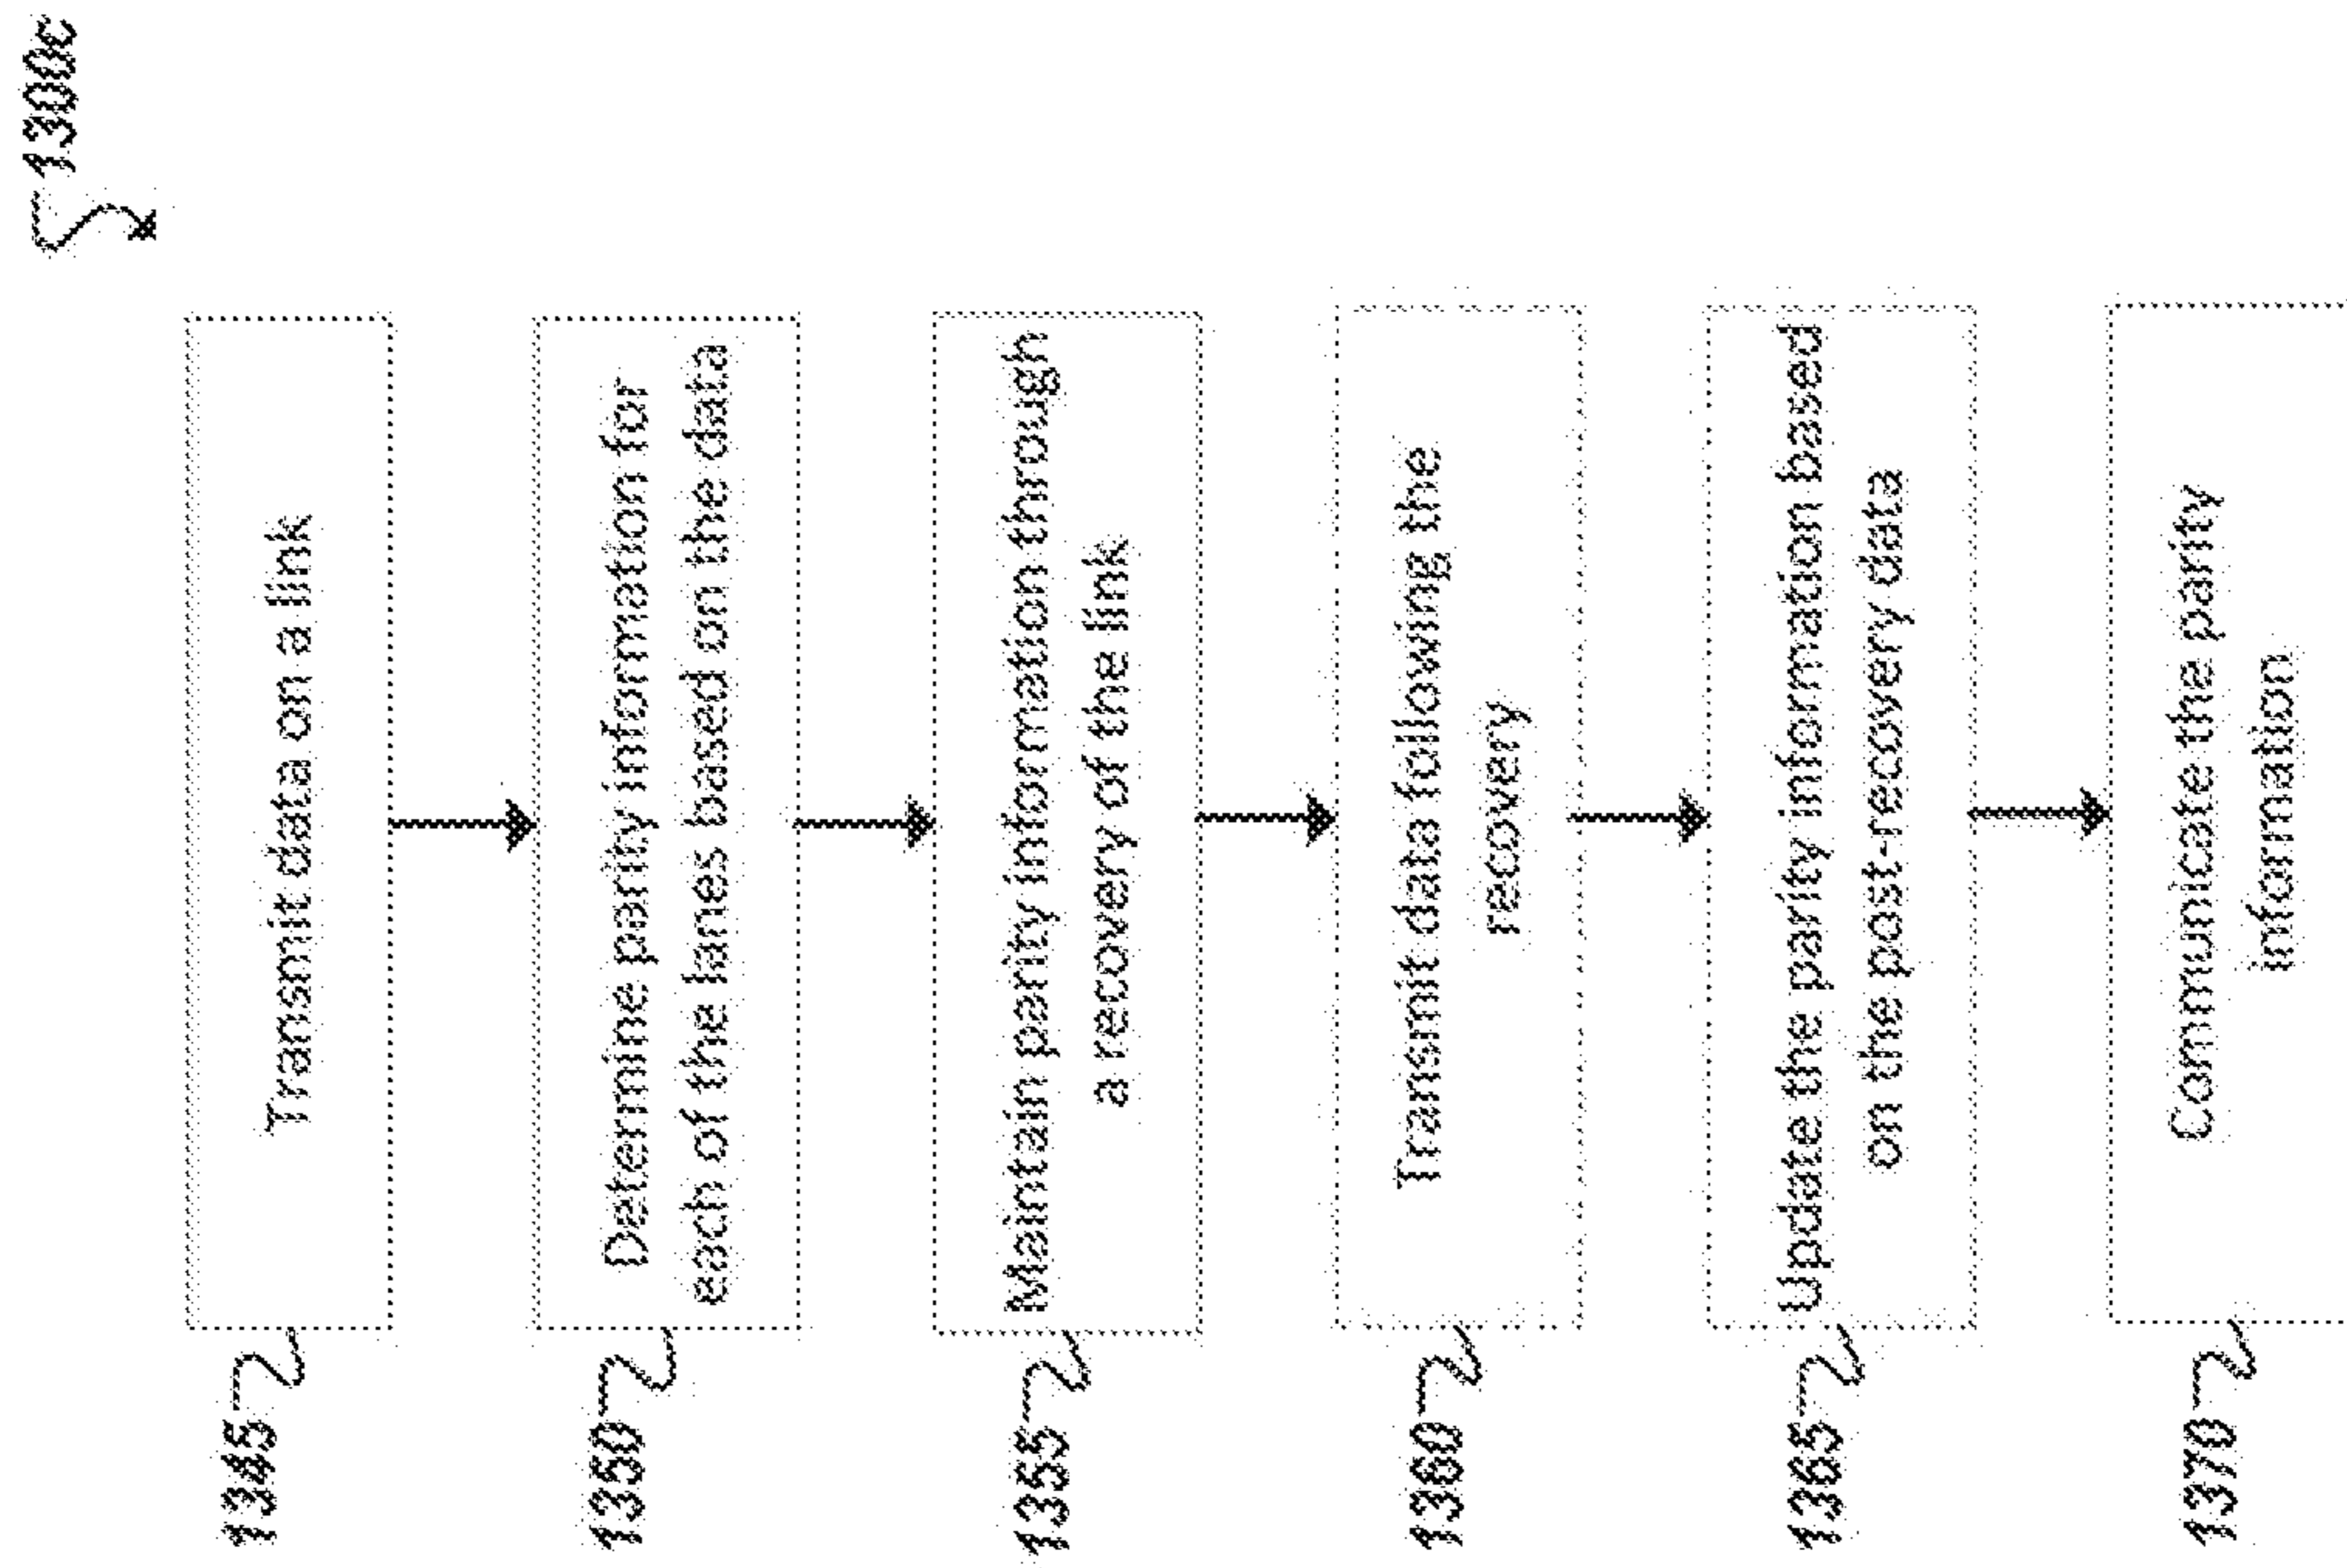 1300c
1345
Transmit data on a link
1350
Determine parity information for
each of the lanes based on the data
1355
Maintain parity information through
a recovery of the link
1360
Transmit data following the
recovery
1365
Update the parity information based
on the post-recovery data
1370
Communicate the parity
information